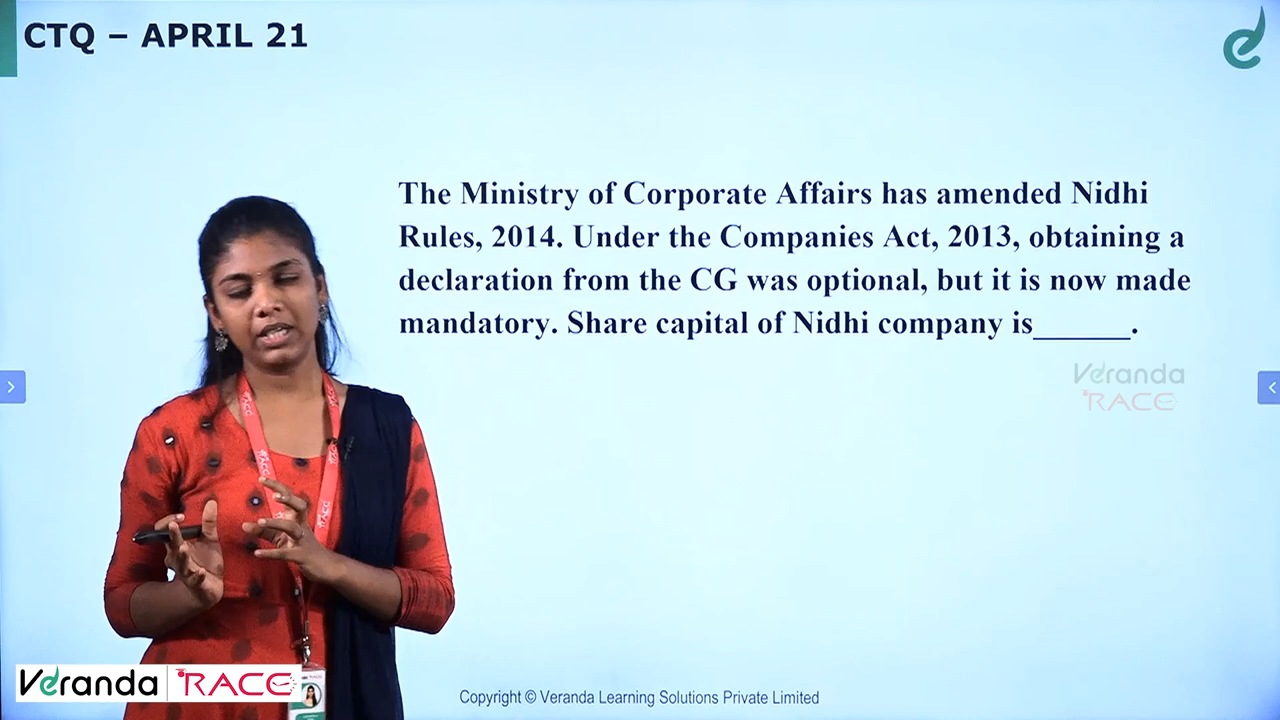 CTQ – APRIL 21
The Ministry of Corporate Affairs has amended Nidhi
Rules, 2014. Under the Companies Act, 2013, obtaining a
declaration from the CG was optional, but it is now made
mandatory. Share capital of Nidhi company is______.
Veranda
RACE
Veranda RACE
Copyright © Veranda Learning Solutions Private Limited